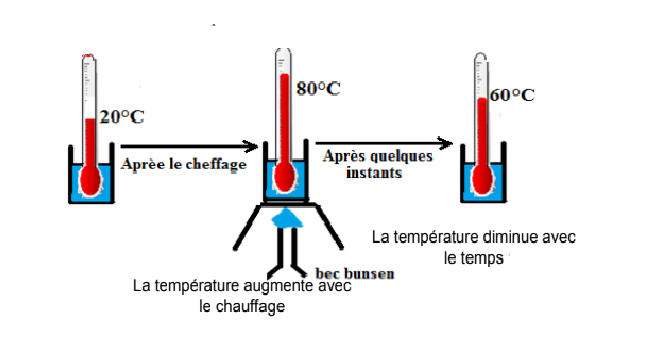 20°C
Aprèe le cheffage
80°C
Après quelques
instants
60°C
bec bunsen
La température augmente avec
le chauffage
La température diminue avec
le temps